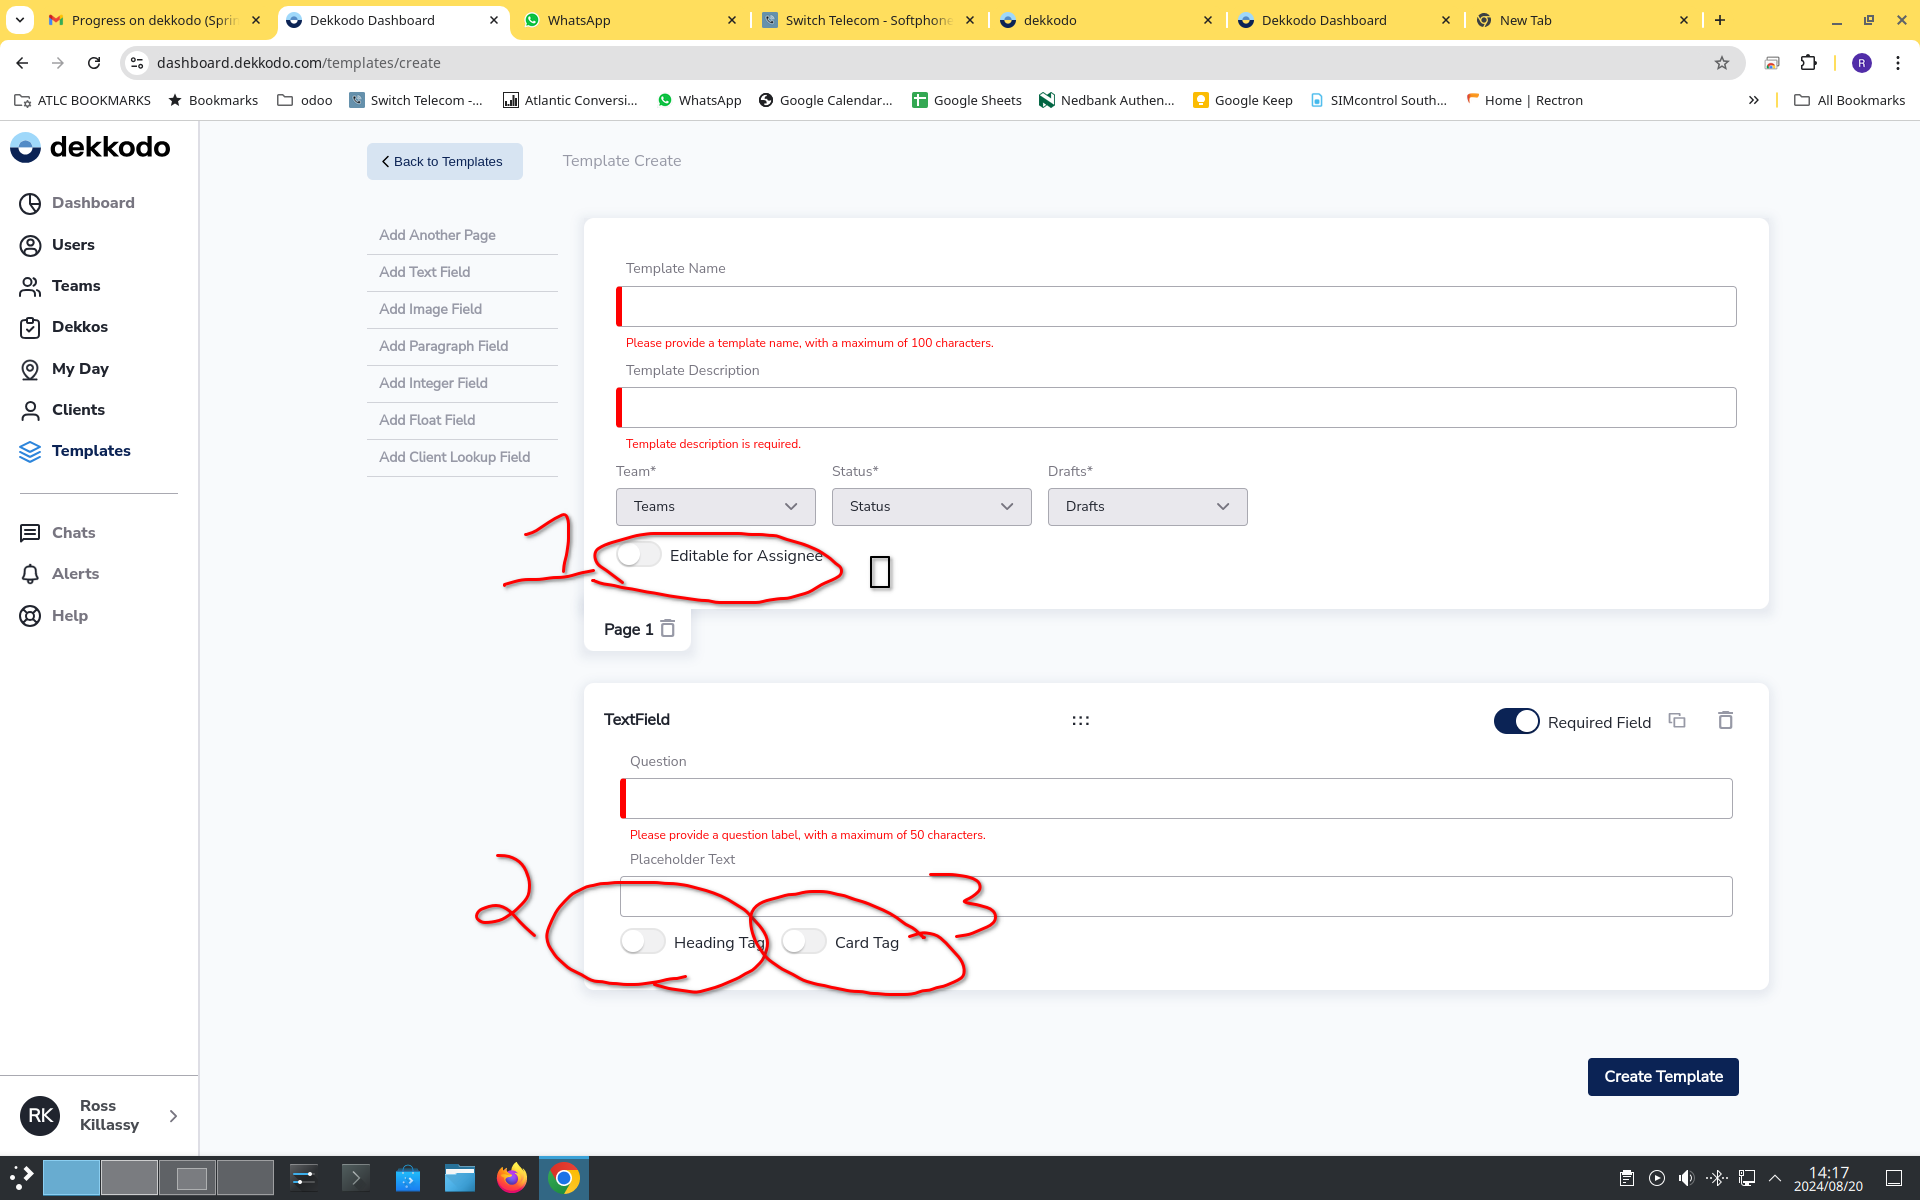 Progress on dekkodo (Sprin
Dekkodo Dashboard
WhatsApp
Switch Telecom - Softphone
dekkodo
Dekkodo Dashboard
New Tab
dashboard.dekkodo.com/templates/create
R
ATLC BOOKMARKS
Bookmarks
odoo
Switch Telecom -...
Atlantic Conversi...
WhatsApp
Google Calendar...
Google Sheets
Nedbank Authen...
Google Keep
SIMcontrol South...
Home | Rectron
All Bookmarks
dekkodo
Dashboard
Users
Teams
Dekkos
My Day
Clients
Templates
Chats
Alerts
Help
RK
Ross
Killassy
Back to Templates
Template Create
Add Another Page
Add Text Field
Add Image Field
Add Paragraph Field
Add Integer Field
Add Float Field
Add Client Lookup Field
Template Name
Please provide a template name, with a maximum of 100 characters.
Template Description
Template description is required.
Team* Status* Drafts*
Teams Status Drafts
1
Editable for Assignee
Page 1
TextField
Required Field
Question
Please provide a question label, with a maximum of 50 characters.
Placeholder Text
2
3
Heading Tag
Card Tag
Create Template
14:17
2024/08/20